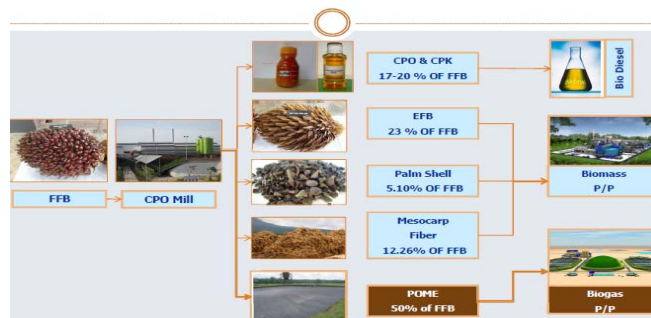 CPO & CPK
17-20 % OF FFB
Bio Diesel
EFB
23 % OF FFB
FFB
CPO Mill
Palm Shell
5.10% OF FFB
Biomass
P/P
Mesocarp
Fiber
12.26% OF FFB
POME
50% of FFB
Biogas
P/P